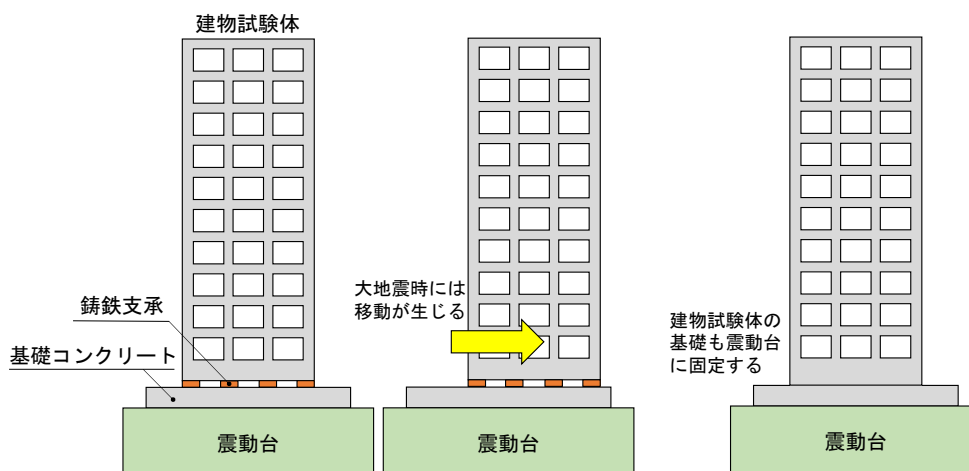 建物試験体
鋳鉄支承
基礎コンクリート
震動台
大地震時には
移動が生じる
震動台
建物試験体の
基礎も震動台
に固定する
震動台